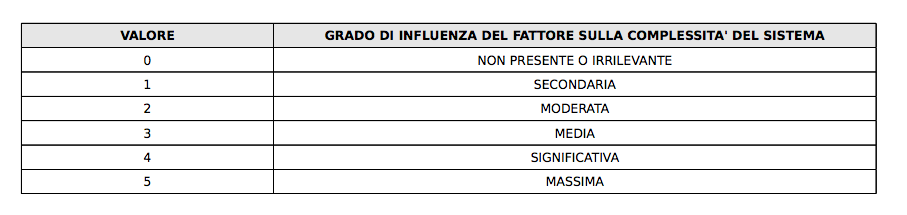 VALORE GRADO DI INFLUENZA DEL FATTORE SULLA COMPLESSITA' DEL SISTEMA
0 NON PRESENTE O IRRILEVANTE
1 SECONDARIA
2 MODERATA
3 MEDIA
4 SIGNIFICATIVA
5 MASSIMA